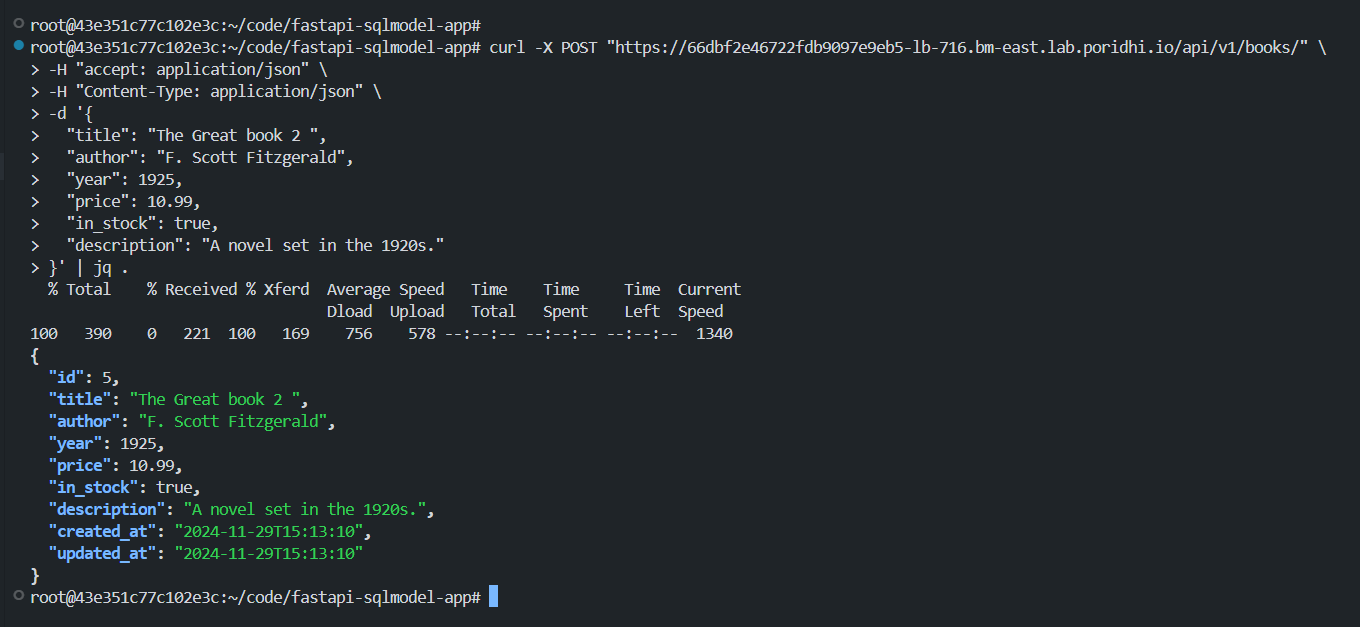 root@43e351c77c102e3c:~/code/fastapi-sqlmodel-app#
root@43e351c77c102e3c:~/code/fastapi-sqlmodel-app# curl -X POST "https://66dbf2e46722fdb9097e9eb5-lb-716.bm-east.lab.poridhi.io/api/v1/books/" \
> -H "accept: application/json" \
> -H "Content-Type: application/json" \
> -d '{
>   "title": "The Great book 2 ",
>   "author": "F. Scott Fitzgerald",
>   "year": 1925,
>   "price": 10.99,
>   "in_stock": true,
>   "description": "A novel set in the 1920s."
> }' | jq .
  % Total    % Received % Xferd  Average Speed   Time    Time     Time  Current
                                 Dload  Upload   Total   Spent    Left  Speed
100   390    0   221  100   169    756    578 --:--:-- --:--:-- --:--:--  1340
{
  "id": 5,
  "title": "The Great book 2 ",
  "author": "F. Scott Fitzgerald",
  "year": 1925,
  "price": 10.99,
  "in_stock": true,
  "description": "A novel set in the 1920s.",
  "created_at": "2024-11-29T15:13:10",
  "updated_at": "2024-11-29T15:13:10"
}
root@43e351c77c102e3c:~/code/fastapi-sqlmodel-app#